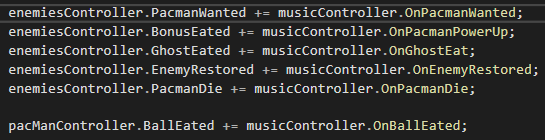 enemiesController.PacmanWanted += musicController.OnPacmanWanted;
enemiesController.BonusEated += musicController.OnPacmanPowerUp;
enemiesController.GhostEated += musicController.OnGhostEat;
enemiesController.EnemyRestored += musicController.OnEnemyRestored;
enemiesController.PacmanDie += musicController.OnPacmanDie;
pacManController.BallEated += musicController.OnBallEated;